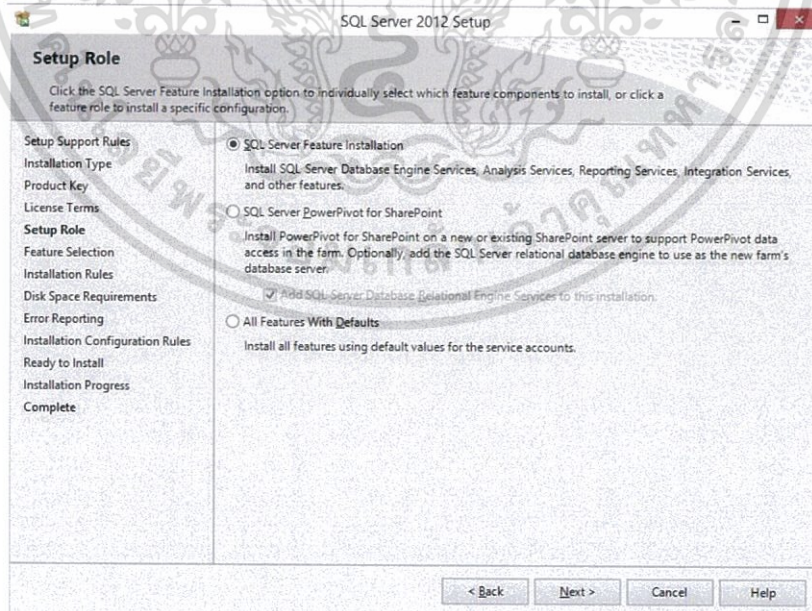 SQL Server 2012 Setup
Setup Role
Click the SQL Server Feature Installation option to individually select which feature components to install, or click a
feature role to install a specific configuration.
Setup Support Rules
Installation Type
Product Key
License Terms
Setup Role
Feature Selection
Installation Rules
Disk Space Requirements
Error Reporting
Installation Configuration Rules
Ready to Install
Installation Progress
Complete
SQL Server Feature Installation
Install SQL Server Database Engine Services, Analysis Services, Reporting Services, Integration Services,
and other features.
SQL Server PowerPivot for SharePoint
Install PowerPivot for SharePoint on a new or existing SharePoint server to support PowerPivot data
access in the farm. Optionally, add the SQL Server relational database engine to use as the new farm's
database server.
Add SQL Server Database Relational Engine Services to this installation.
All Features With Defaults
Install all features using default values for the service accounts.
< Back
Next >
Cancel
Help